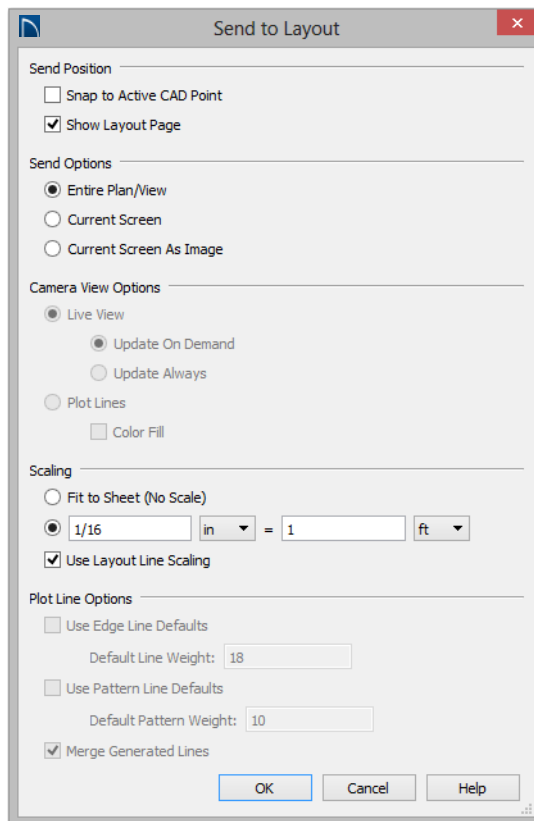 Send to Layout
Send Position
Snap to Active CAD Point
Show Layout Page
Send Options
Entire Plan/View
Current Screen
Current Screen As Image
Camera View Options
Live View
Update On Demand
Update Always
Plot Lines
Color Fill
Scaling
Fit to Sheet (No Scale)
1/16 in = 1 ft
Use Layout Line Scaling
Plot Line Options
Use Edge Line Defaults
Default Line Weight: 18
Use Pattern Line Defaults
Default Pattern Weight: 10
Merge Generated Lines
OK Cancel Help